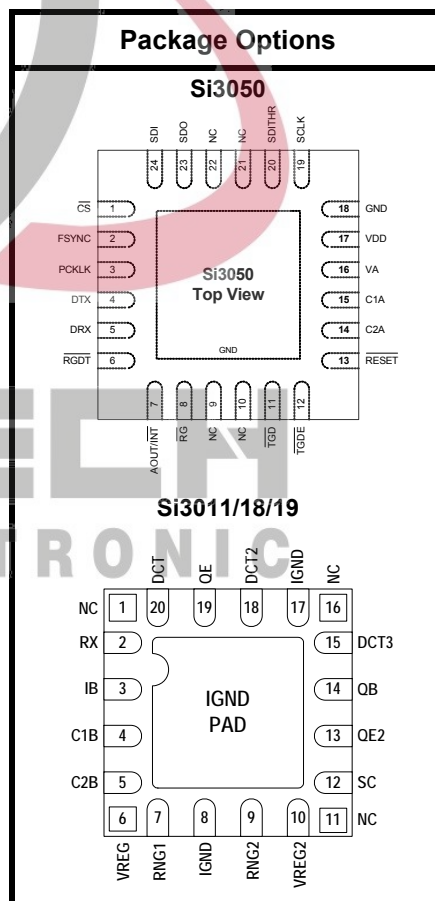 Package Options
Si3050
SDI SDO NC NC SDITHR SCLK
24 23 22 21 20 19
CS 1 18 GND
FSYNC 2 17 VDD
PCKLK 3 16 VA
Si3050
Top View
DTX 4 15 C1A
DRX 5 14 C2A
GND
RGDT 6 13 RESET
7 8 9 10 11 12
AOUT/INT RG NC NC TGD TGDE
ECH
TRONIC
Si3011/18/19
DCT QE DCT2 IGND
NC 1 20 19 18 17 16 NC
RX 2 15 DCT3
IB 3 14 QB
IGND
PAD
C1B 4 13 QE2
C2B 5 12 SC
6 7 8 9 10 11 NC
VREG RNG1 IGND RNG2 VREG2